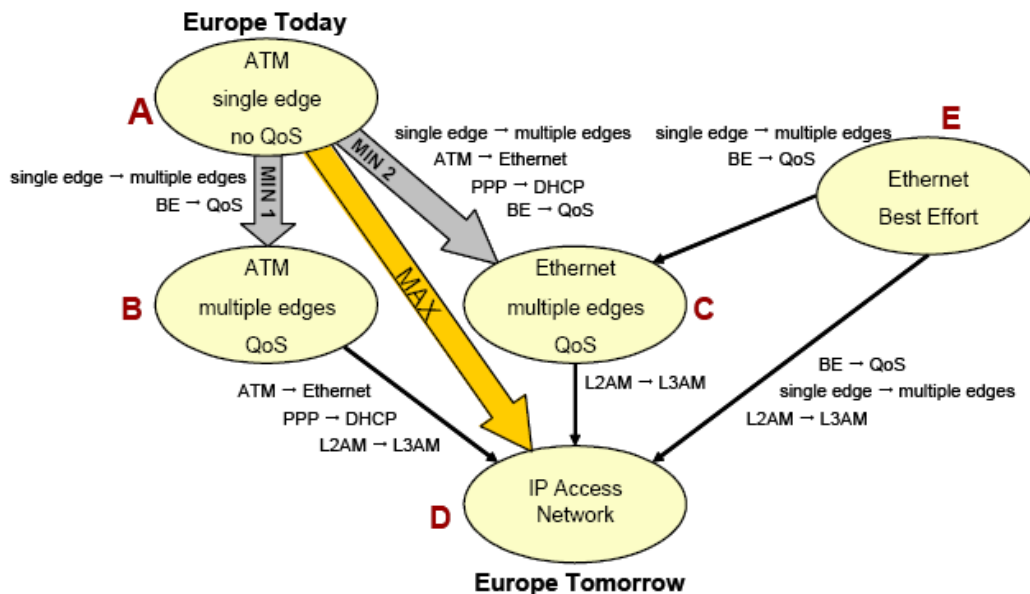 Europe Today
ATM
single edge
no QoS
A
MIN 1
MIN 2
MAX
single edge → multiple edges
BE → QoS
single edge → multiple edges
ATM → Ethernet
PPP → DHCP
BE → QoS
single edge → multiple edges
BE → QoS
E
Ethernet
Best Effort
B
ATM
multiple edges
QoS
Ethernet
multiple edges
QoS
C
ATM → Ethernet
PPP → DHCP
L2AM → L3AM
L2AM → L3AM
BE → QoS
single edge → multiple edges
L2AM → L3AM
D
IP Access
Network
Europe Tomorrow